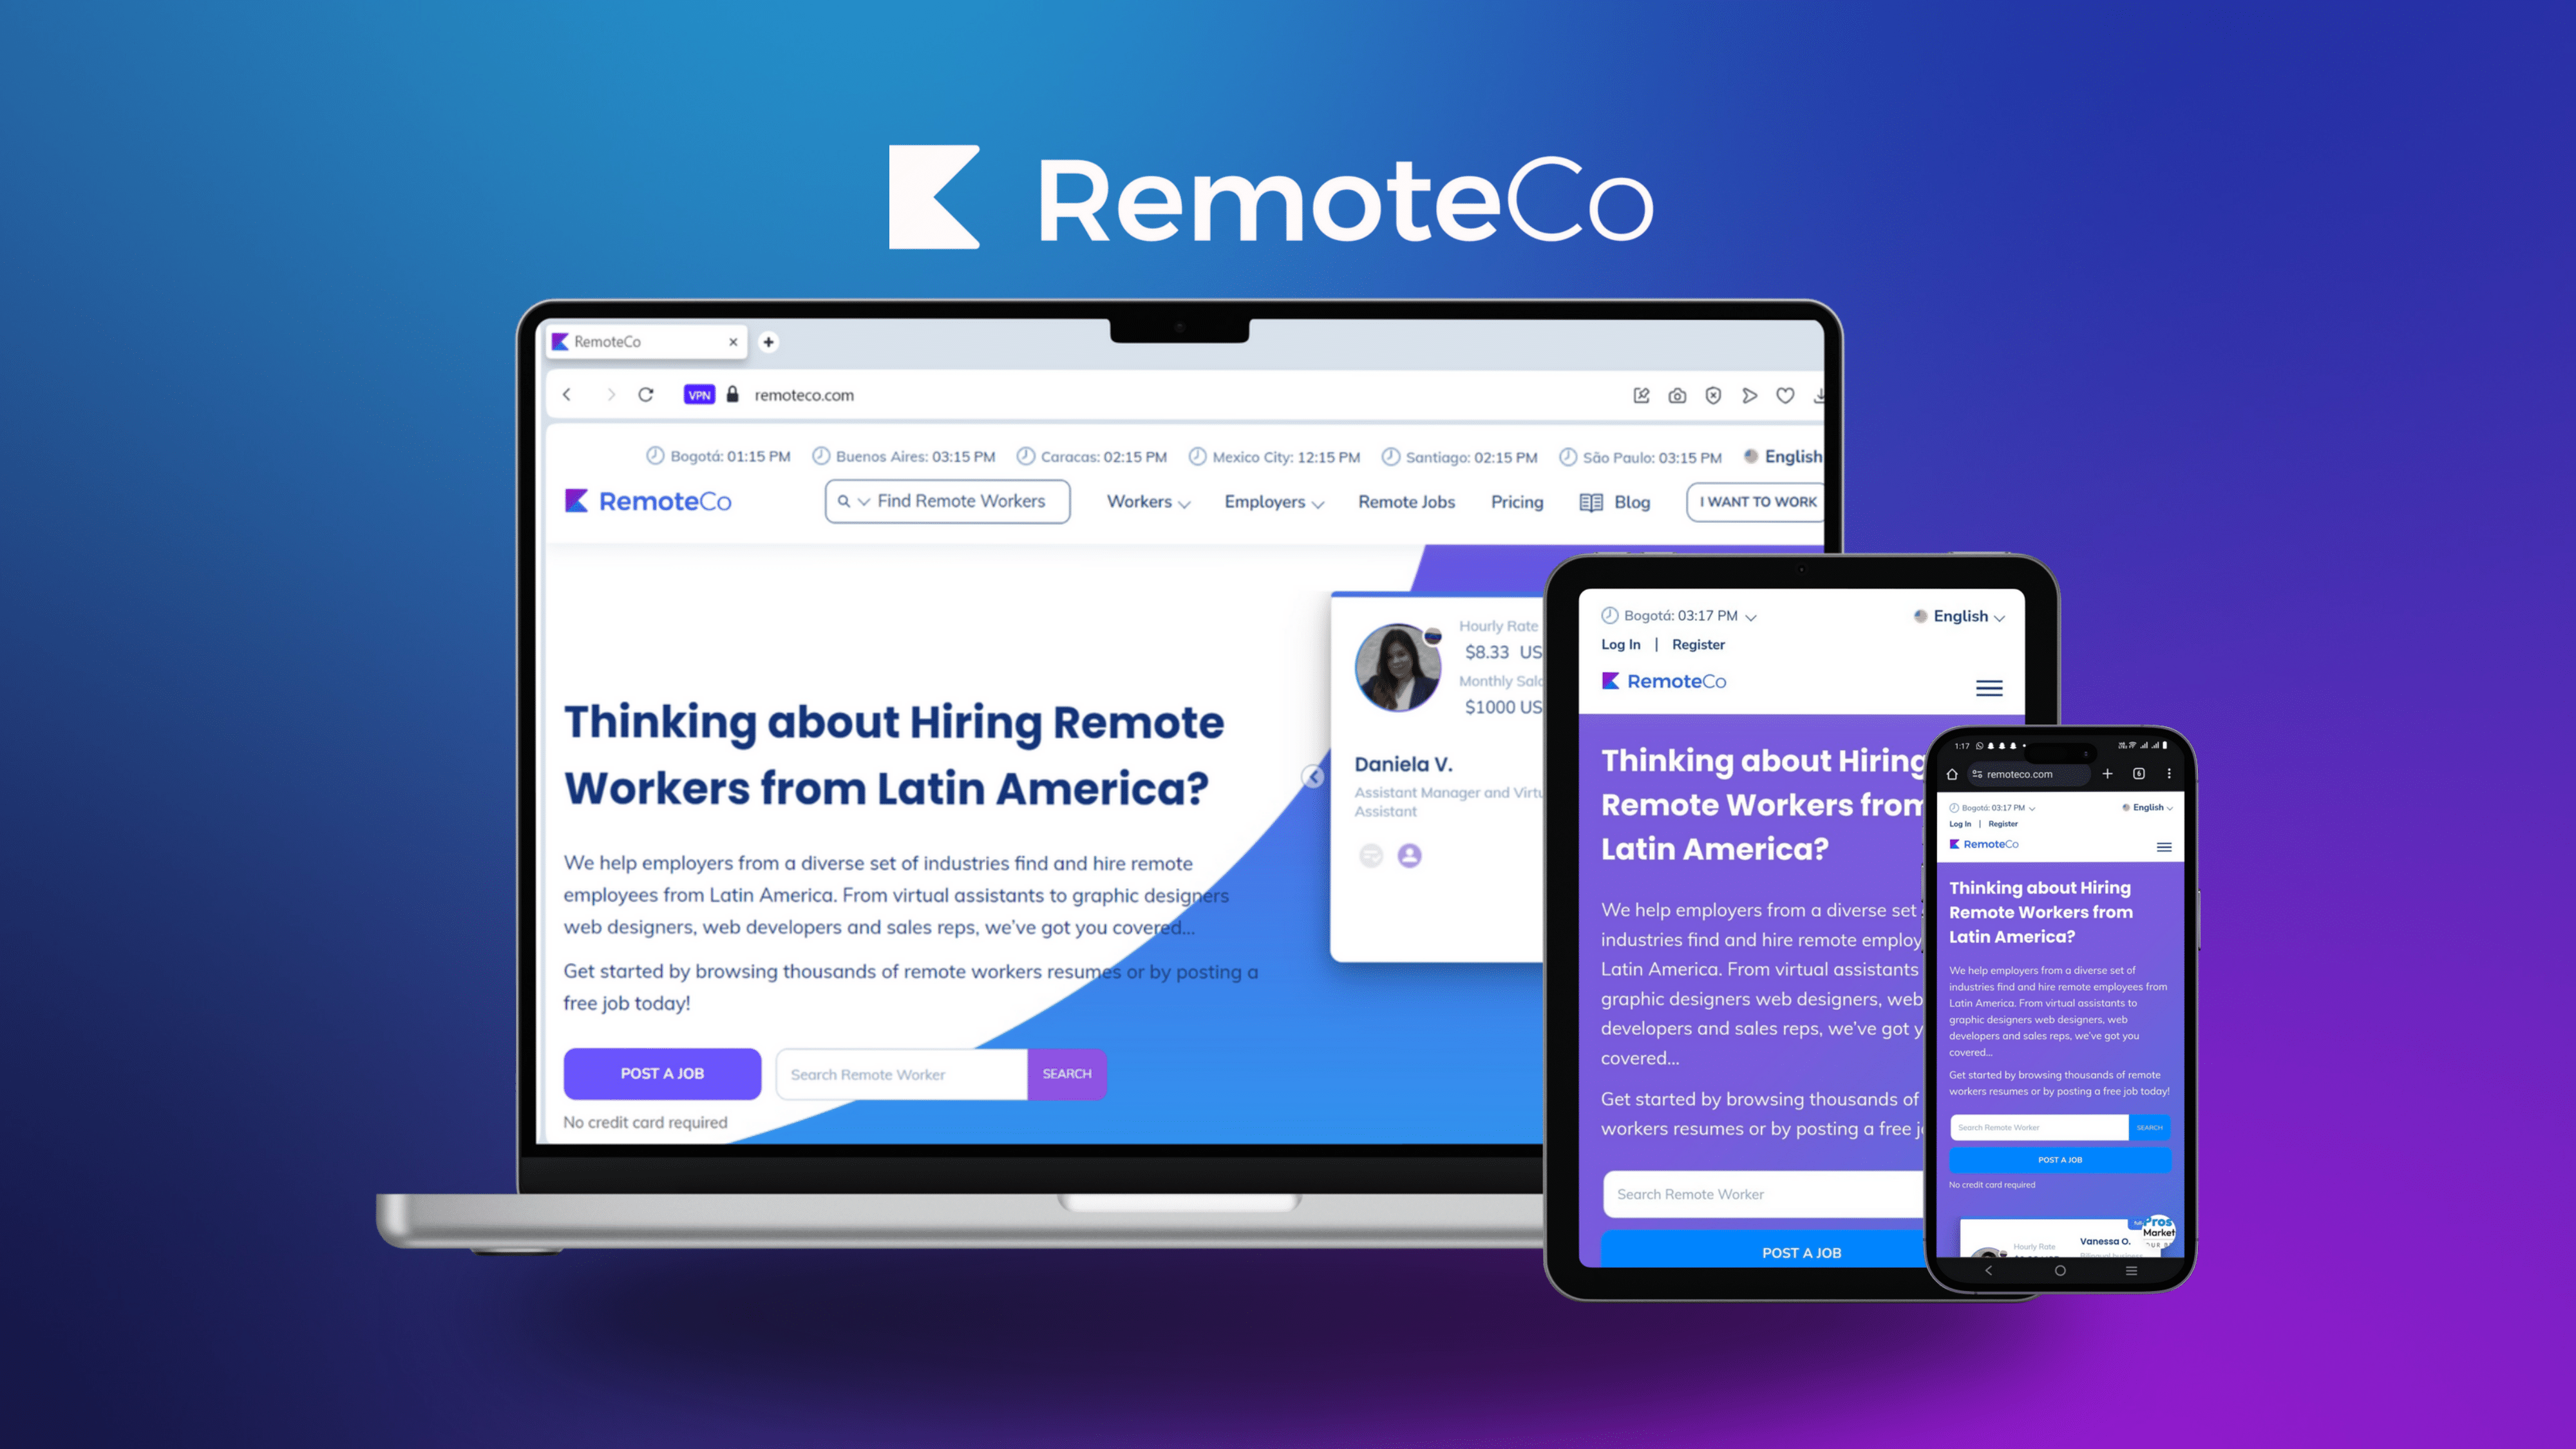 RemoteCo
RemoteCo
VPN remoteco.com
Bogotá: 01:15 PM Buenos Aires: 03:15 PM Caracas: 02:15 PM Mexico City: 12:15 PM Santiago: 02:15 PM São Paulo: 03:15 PM English
RemoteCo Find Remote Workers Workers Employers Remote Jobs Pricing Blog I WANT TO WORK
Thinking about Hiring Remote
Workers from Latin America?
We help employers from a diverse set of industries find and hire remote
employees from Latin America. From virtual assistants to graphic designers
web designers, web developers and sales reps, we've got you covered...
Get started by browsing thousands of remote workers resumes or by posting a
free job today!
POST A JOB Search Remote Worker SEARCH
No credit card required
Hourly Rate
$8.33 US
Monthly Sala
$1000 US
Daniela V.
Assistant Manager and Virtu
Assistant
Bogotá: 03:17 PM English
Log In | Register
RemoteCo
Thinking about Hiring
Remote Workers from
Latin America?
We help employers from a diverse set
industries find and hire remote employ
Latin America. From virtual assistants
graphic designers web designers, web
developers and sales reps, we've got y
covered...
Get started by browsing thousands of
workers resumes or by posting a free j
Search Remote Worker
POST A JOB
1:17
remoteco.com 6
Bogotá: 03:17 PM English
Log In | Register
RemoteCo
Thinking about Hiring
Remote Workers from
Latin America?
We help employers from a diverse set of
industries find and hire remote employees from
Latin America. From virtual assistants to
graphic designers web designers, web
developers and sales reps, we've got you
covered...
Get started by browsing thousands of remote
workers resumes or by posting a free job today!
Search Remote Worker SEARCH
POST A JOB
No credit card required
Pros
Market
Hourly Rate Vanessa O.